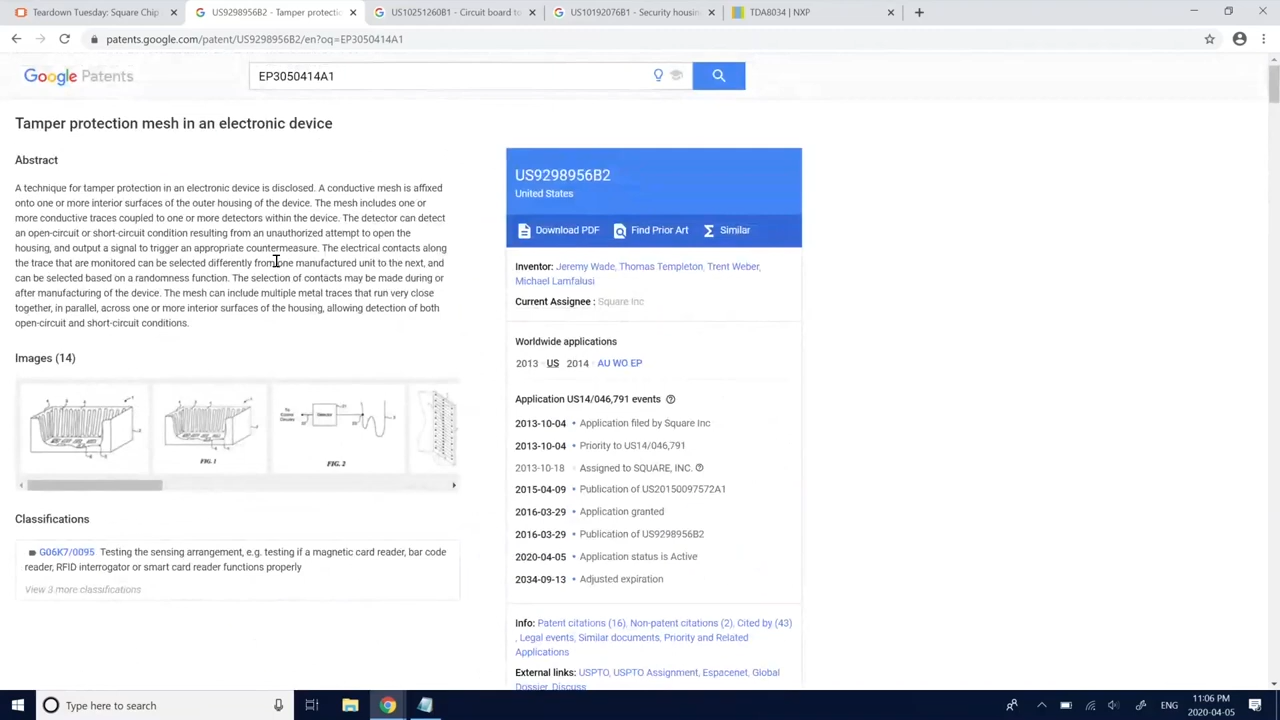 Teardown Tuesday: Square Chip
US9298956B2 - Tamper protectic
US10251260B1 - Circuit board to
US10192076B1 - Security housin
TDA8034 | NXP
patents.google.com/patent/US9298956B2/en?oq=EP3050414A1
Google Patents
EP3050414A1
Tamper protection mesh in an electronic device
Abstract
A technique for tamper protection in an electronic device is disclosed. A conductive mesh is affixed
onto one or more interior surfaces of the outer housing of the device. The mesh includes one or
more conductive traces coupled to one or more detectors within the device. The detector can detect
an open-circuit or short-circuit condition resulting from an unauthorized attempt to open the
housing, and output a signal to trigger an appropriate countermeasure. The electrical contacts along
the trace that are monitored can be selected differently from one manufactured unit to the next, and
can be selected based on a randomness function. The selection of contacts may be made during or
after manufacturing of the device. The mesh can include multiple metal traces that run very close
together, in parallel, across one or more interior surfaces of the housing, allowing detection of both
open-circuit and short-circuit conditions.
Images (14)
FIG. 1
FIG. 2
Classifications
G06K7/0095 Testing the sensing arrangement, e.g. testing if a magnetic card reader, bar code
reader, RFID interrogator or smart card reader functions properly
View 3 more classifications
US9298956B2
United States
Download PDF
Find Prior Art
Similar
Inventor: Jeremy Wade, Thomas Templeton, Trent Weber,
Michael Lamfalusi
Current Assignee : Square Inc
Worldwide applications
2013 · US 2014 · AU WO EP
Application US14/046,791 events
2013-10-04 • Application filed by Square Inc
2013-10-04 • Priority to US14/046,791
2013-10-18 • Assigned to SQUARE, INC.
2015-04-09 • Publication of US20150097572A1
2016-03-29 • Application granted
2016-03-29 • Publication of US9298956B2
2020-04-05 • Application status is Active
2034-09-13 • Adjusted expiration
Info: Patent citations (16), Non-patent citations (2), Cited by (43)
, Legal events, Similar documents, Priority and Related
Applications
External links: USPTO, USPTO Assignment, Espacenet, Global
Dossier, Discuss
Type here to search
ENG
11:06 PM
2020-04-05